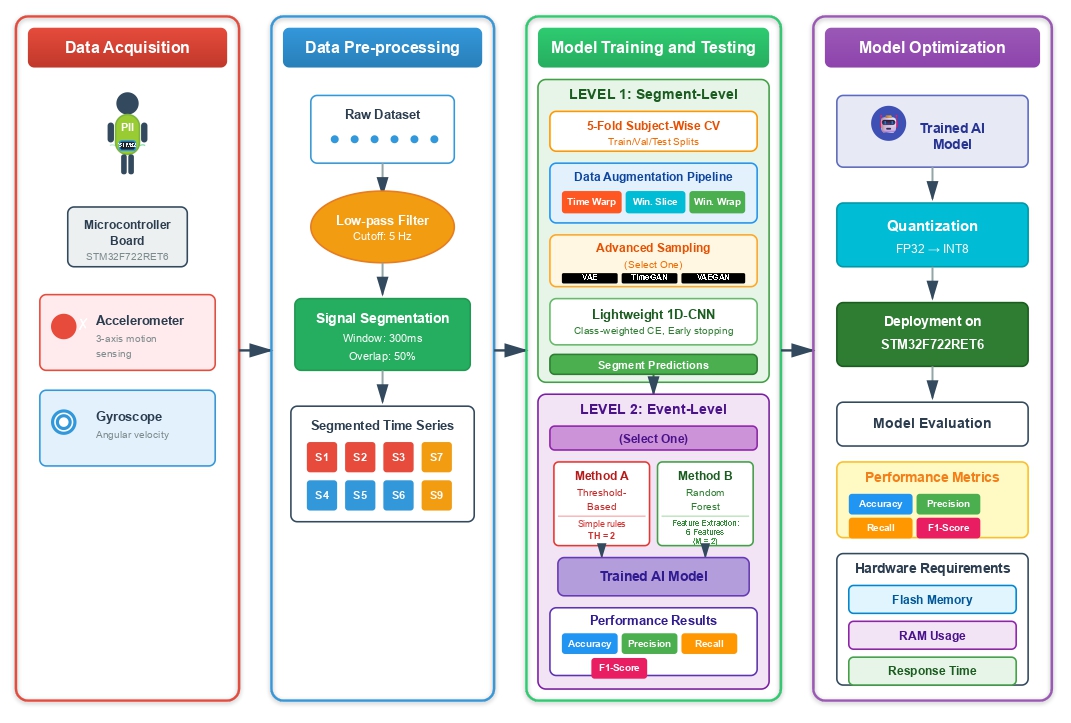 Data Acquisition
PII
Microcontroller
Board
STM32F722RET6
Accelerometer
3-axis motion
sensing
Gyroscope
Angular velocity
Data Pre-processing
Raw Dataset
Low-pass Filter
Cutoff: 5 Hz
Signal Segmentation
Window: 300ms
Overlap: 50%
Segmented Time Series
S1 S2 S3 S7
S4 S5 S6 S9
Model Training and Testing
LEVEL 1: Segment-Level
5-Fold Subject-Wise CV
Train/Val/Test Splits
Data Augmentation Pipeline
Time Warp Win. Slice Win. Wrap
Advanced Sampling
(Select One)
VAE TimeGAN VAEGAN
Lightweight 1D-CNN
Class-weighted CE, Early stopping
Segment Predictions
LEVEL 2: Event-Level
(Select One)
Method A
Threshold-
Based
Simple rules
TH = 2
Method B
Random
Forest
Feature Extraction:
6 Features
(M = 2)
Trained AI Model
Performance Results
Accuracy Precision Recall
F1-Score
Model Optimization
Trained AI
Model
Quantization
FP32 → INT8
Deployment on
STM32F722RET6
Model Evaluation
Performance Metrics
Accuracy Precision
Recall F1-Score
Hardware Requirements
Flash Memory
RAM Usage
Response Time